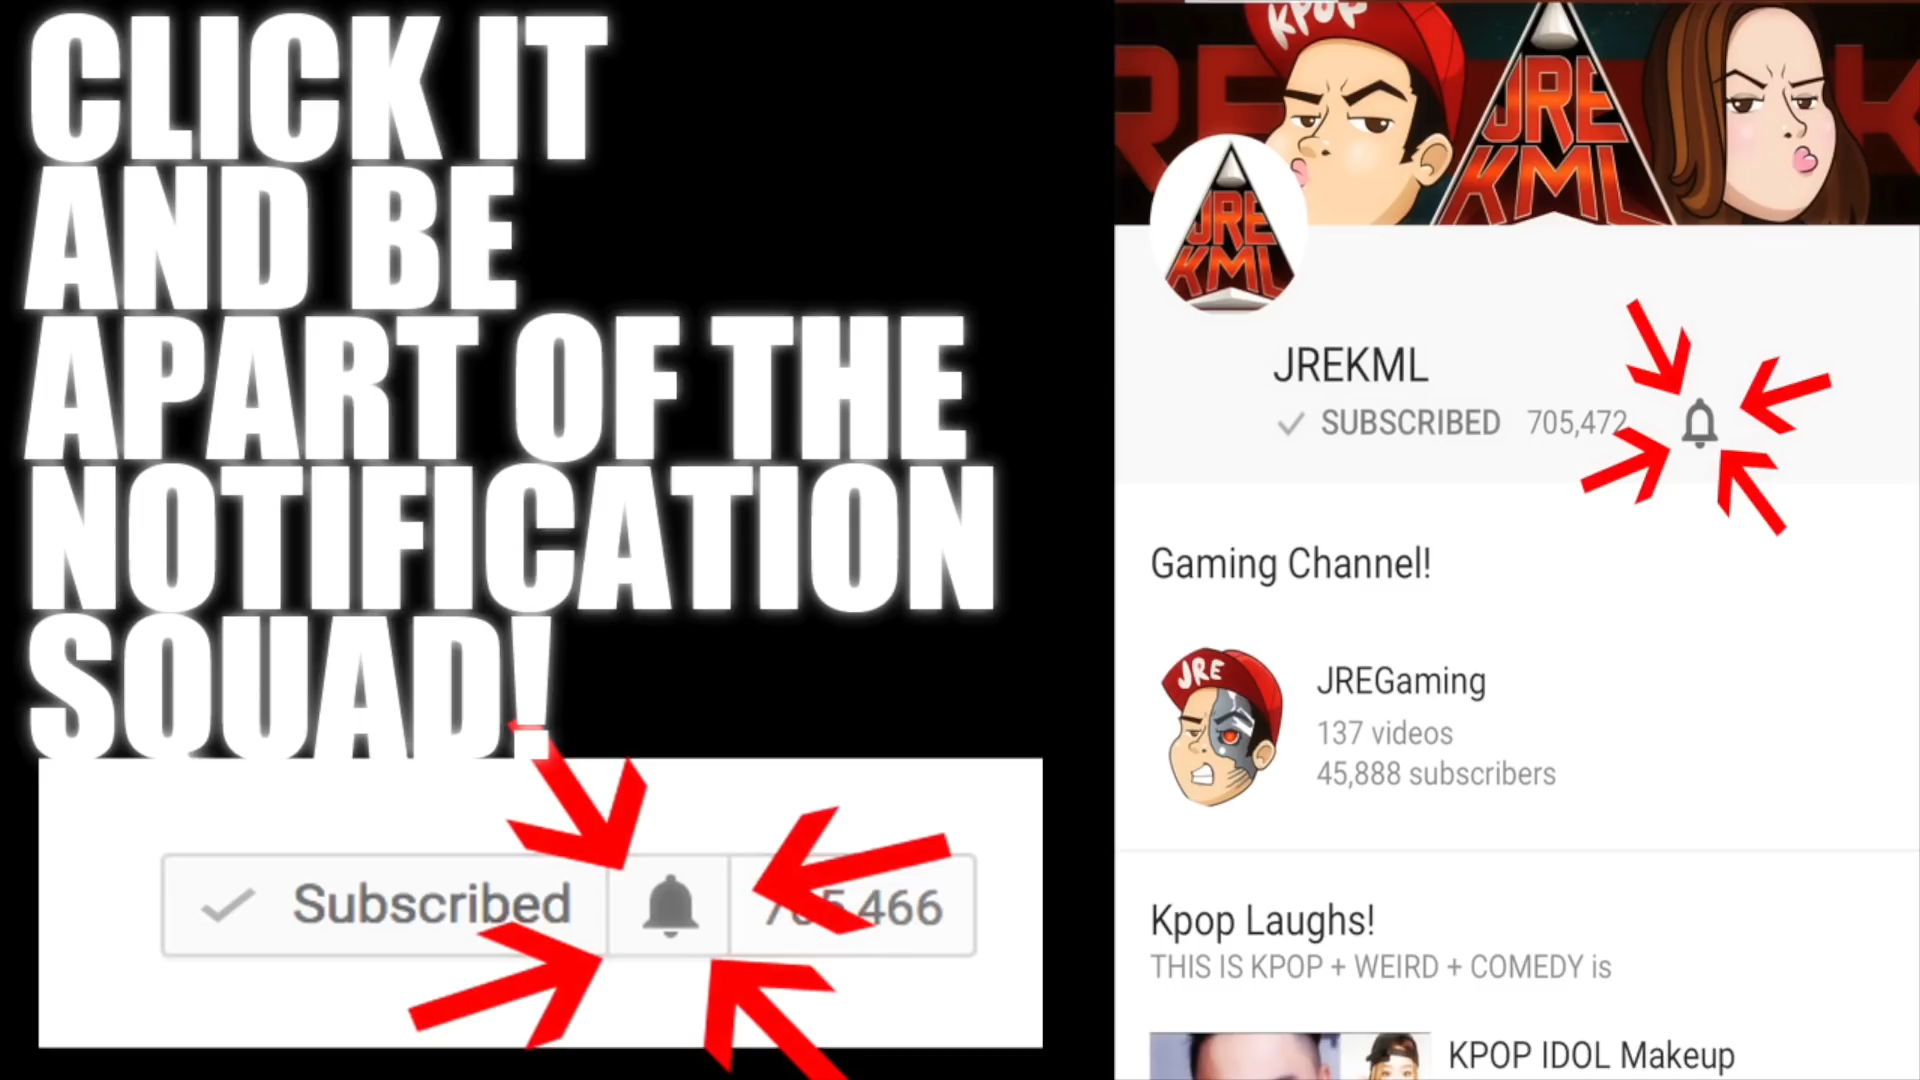 CLICK IT
AND BE
APART OF THE
NOTIFICATION
SQUAD!
Subscribed 466
KPOP
JRE
KML
JRE
KML
JREKML
SUBSCRIBED 705,472
Gaming Channel!
JRE
JREGaming
137 videos
45,888 subscribers
Kpop Laughs!
THIS IS KPOP + WEIRD + COMEDY is
KPOP IDOL Makeup